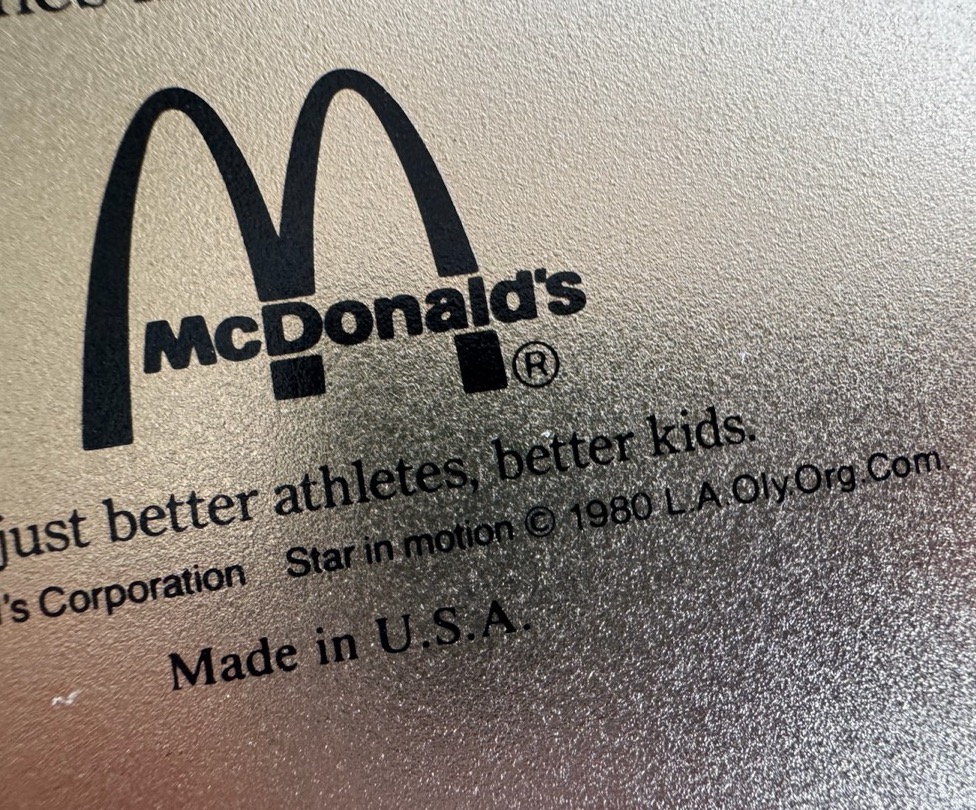 McDonald's ®
just better athletes, better kids.
's Corporation Star in motion © 1980 L.A.Oly.Org.Com.
Made in U.S.A.